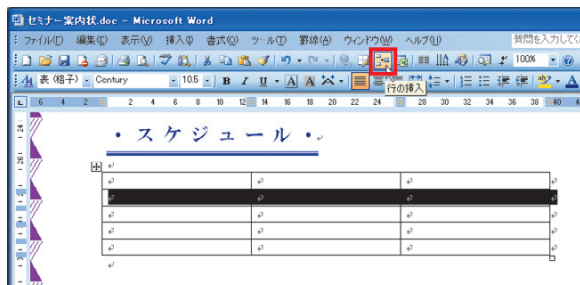 セミナー案内状.doc - Microsoft Word
ファイル(F) 編集(E) 表示(V) 挿入(I) 書式(O) ツール(T) 罫線(A) ウィンドウ(W) ヘルプ(H) 質問を入力してく
100%
表 (格子) Century 10.5 B I U A A
行の挿入
L 6 4 2 2 4 6 8 10 12 14 16 18 20 22 24 28 30 32 34 36 38 40
・スケジュール・